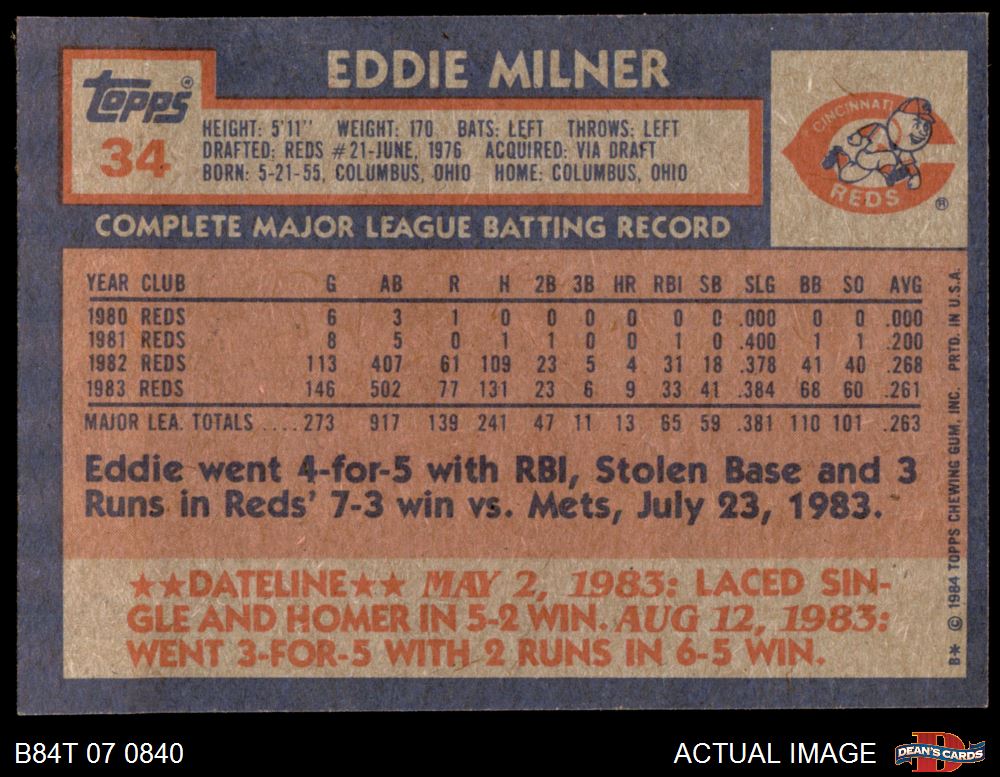 EDDIE MILNER
Topps®
34
HEIGHT: 5'11" WEIGHT: 170 BATS: LEFT THROWS: LEFT
DRAFTED: REDS #21-JUNE, 1976 ACQUIRED: VIA DRAFT
BORN: 5-21-55, COLUMBUS, OHIO HOME: COLUMBUS, OHIO
CINCINNATI
REDS
®
COMPLETE MAJOR LEAGUE BATTING RECORD
YEAR CLUB G AB R H 2B 3B HR RBI SB SLG BB SO AVG
1980 REDS 6 3 1 0 0 0 0 0 0 .000 0 0 .000
1981 REDS 8 5 0 1 1 0 0 1 0 .400 1 1 .200
1982 REDS 113 407 61 109 23 5 4 31 18 .378 41 40 .268
1983 REDS 146 502 77 131 23 6 9 33 41 .384 68 60 .261
MAJOR LEA. TOTALS .... 273 917 139 241 47 11 13 65 59 .381 110 101 .263
Eddie went 4-for-5 with RBI, Stolen Base and 3
Runs in Reds' 7-3 win vs. Mets, July 23, 1983.
★★DATELINE★★ MAY 2, 1983: LACED SIN-
GLE AND HOMER IN 5-2 WIN. AUG 12, 1983:
WENT 3-FOR-5 WITH 2 RUNS IN 6-5 WIN.
B* © 1984 TOPPS CHEWING GUM, INC. PRTD. IN U.S.A.
B84T 07 0840
ACTUAL IMAGE
D
DEAN'S CARDS